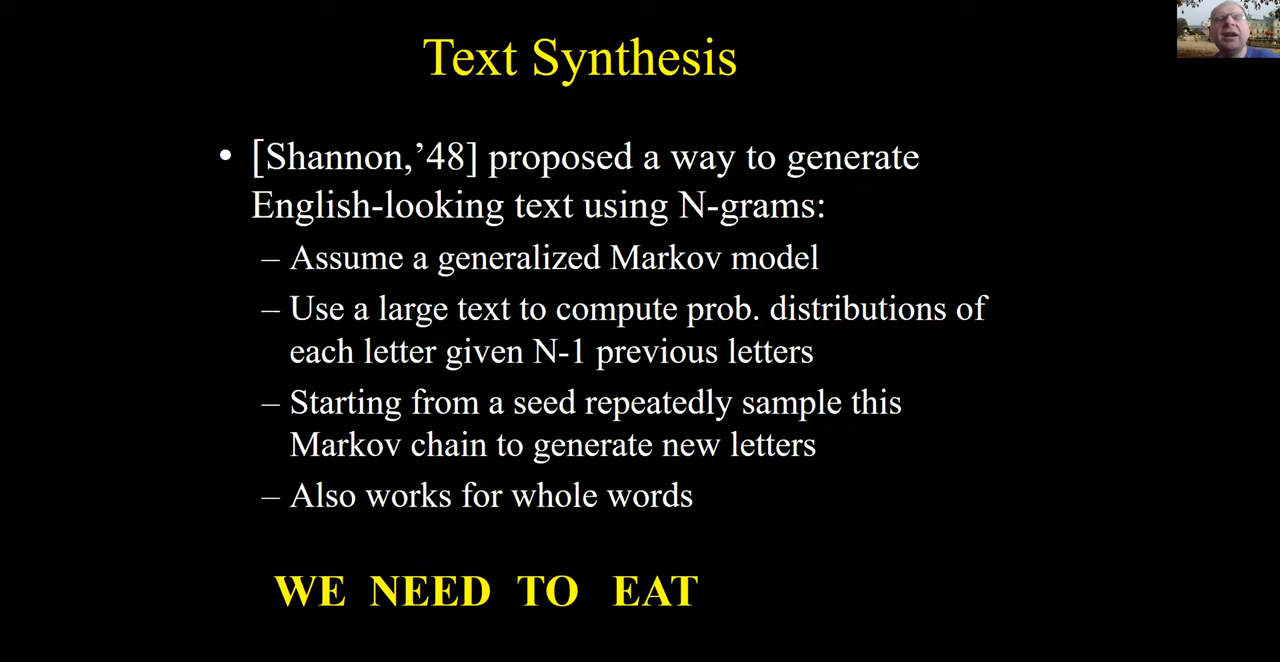 Text Synthesis
• [Shannon,’48] proposed a way to generate
English-looking text using N-grams:
– Assume a generalized Markov model
– Use a large text to compute prob. distributions of
each letter given N-1 previous letters
– Starting from a seed repeatedly sample this
Markov chain to generate new letters
– Also works for whole words
WE NEED TO EAT